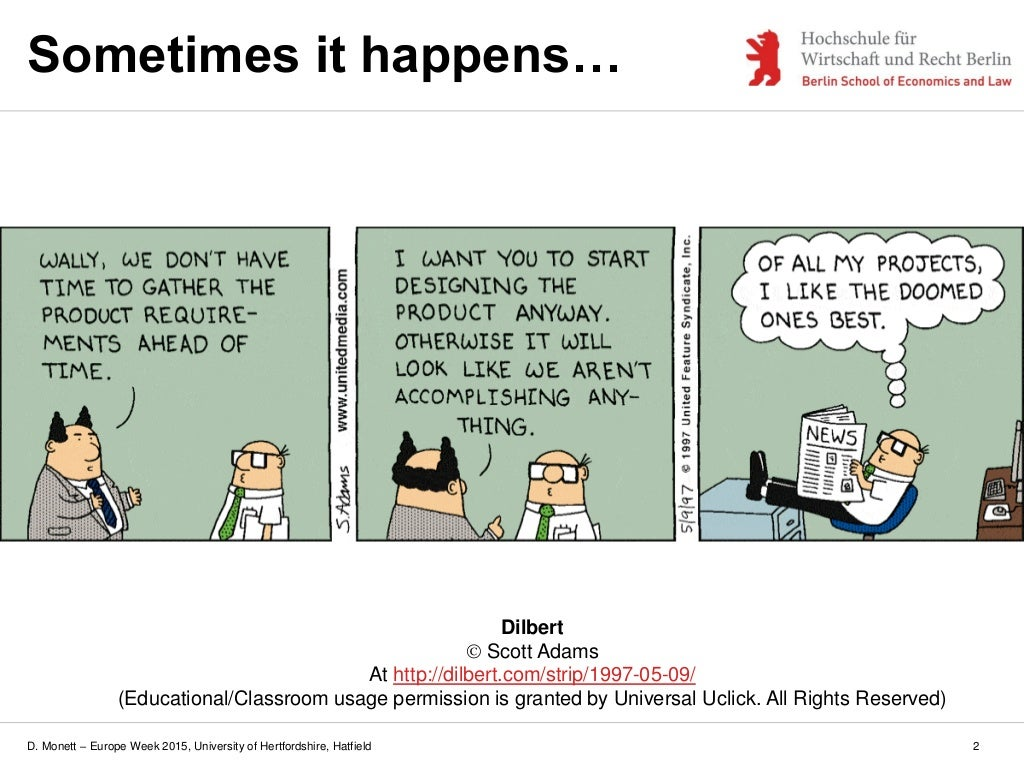 Sometimes it happens…
Hochschule für
Wirtschaft und Recht Berlin
Berlin School of Economics and Law
WALLY, WE DON'T HAVE
TIME TO GATHER THE
PRODUCT REQUIRE-
MENTS AHEAD OF
TIME.
www.unitedmedia.com
S.Adams
I WANT YOU TO START
DESIGNING THE
PRODUCT ANYWAY.
OTHERWISE IT WILL
LOOK LIKE WE AREN'T
ACCOMPLISHING ANY-
THING.
5/9/97 © 1997 United Feature Syndicate, Inc.
OF ALL MY PROJECTS,
I LIKE THE DOOMED
ONES BEST.
NEWS
Dilbert
© Scott Adams
At http://dilbert.com/strip/1997-05-09/
(Educational/Classroom usage permission is granted by Universal Uclick. All Rights Reserved)
D. Monett – Europe Week 2015, University of Hertfordshire, Hatfield
2